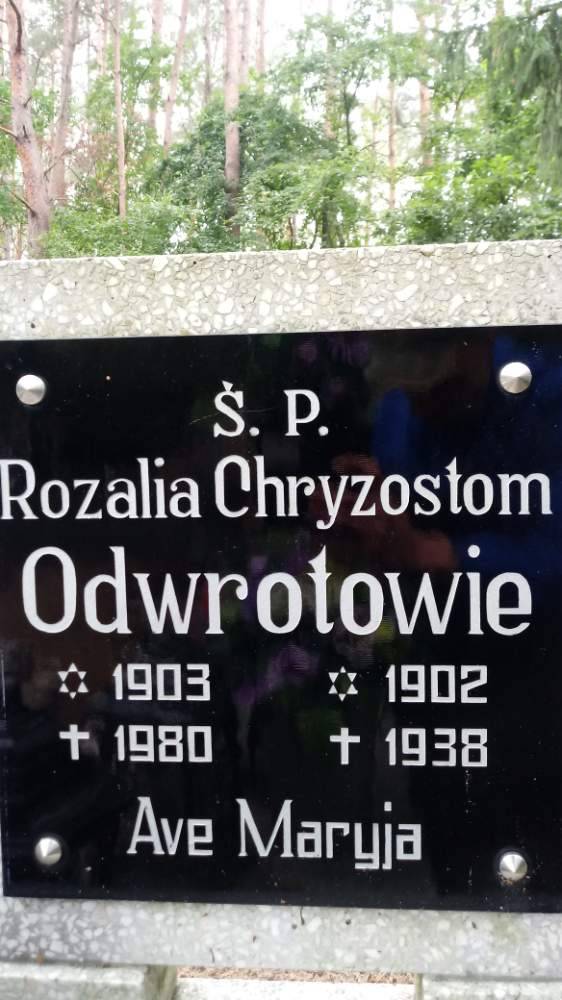 Ś. P.
Rozalia Chryzostom
Odwrotowie
✡ 1903 ✡ 1902
✝ 1980 ✝ 1938
Ave Maryja